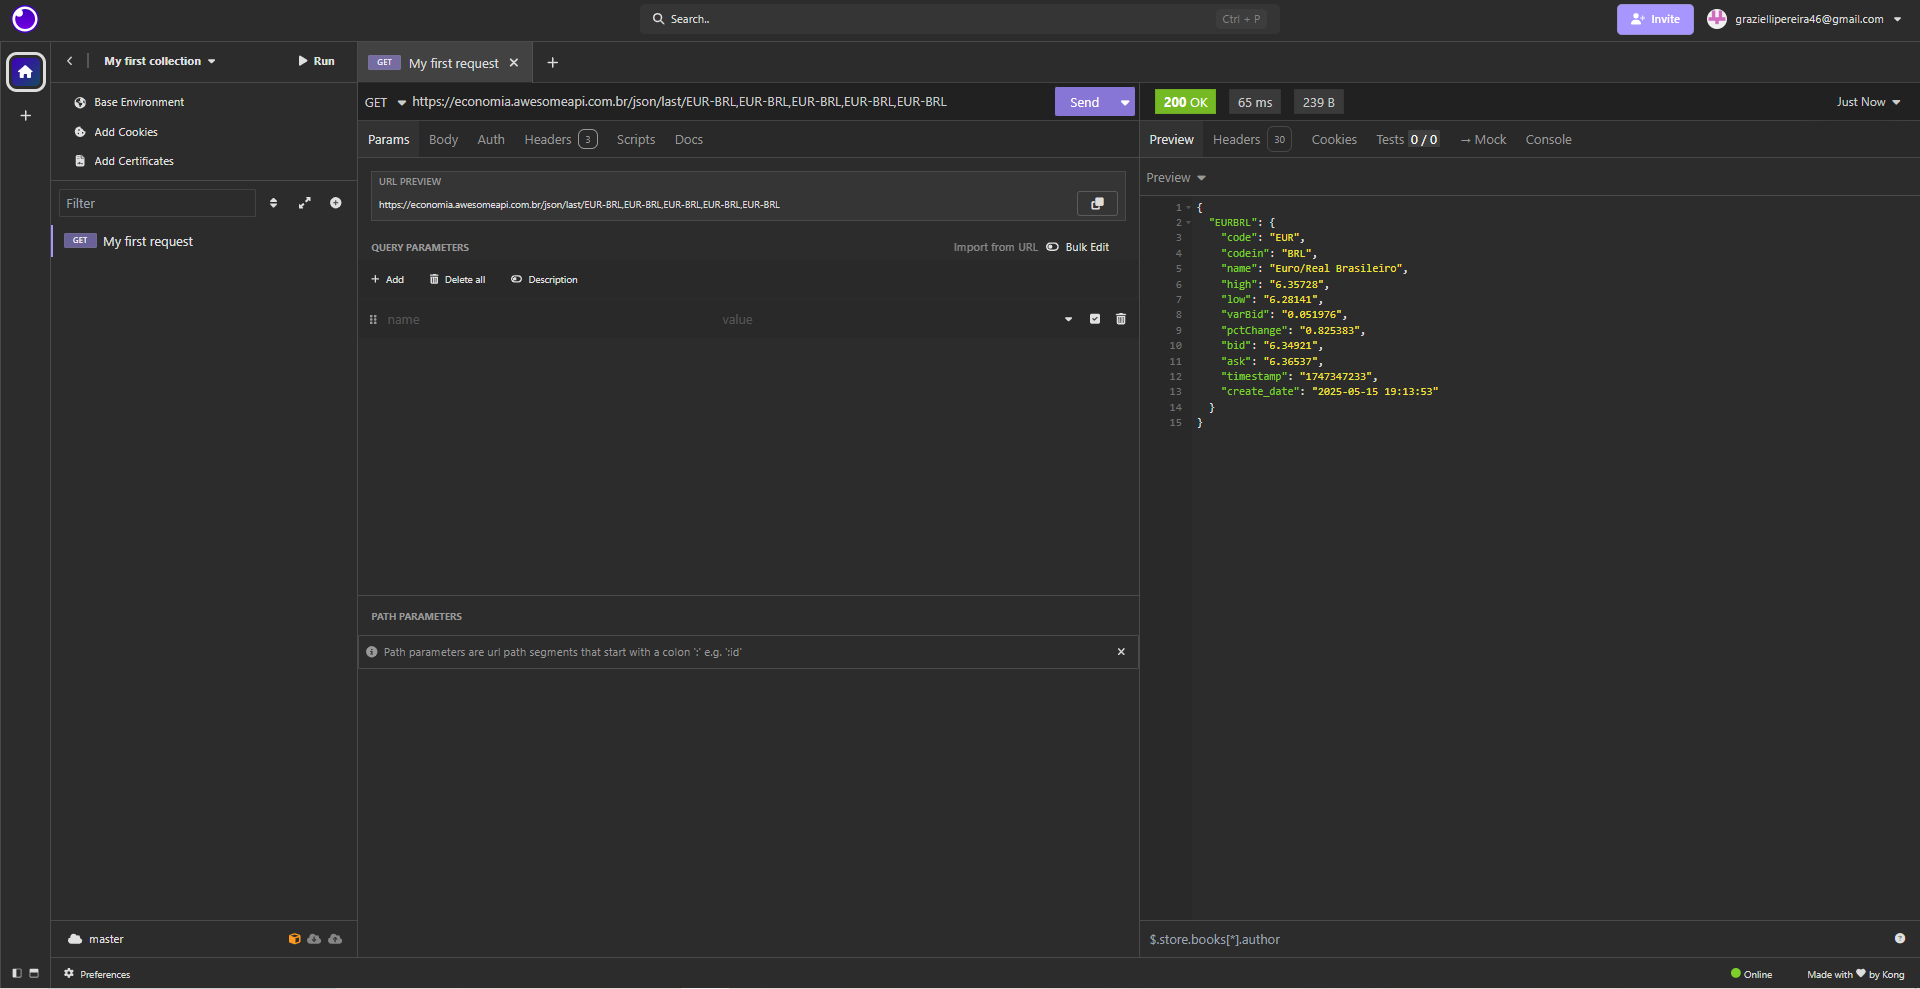 Search..
Ctrl + P
Invite
graziellipereira46@gmail.com
My first collection
Run
GET My first request
Base Environment
Add Cookies
Add Certificates
Filter
GET My first request
GET https://economia.awesomeapi.com.br/json/last/EUR-BRL,EUR-BRL,EUR-BRL,EUR-BRL,EUR-BRL
Send
Params Body Auth Headers 3 Scripts Docs
URL PREVIEW
https://economia.awesomeapi.com.br/json/last/EUR-BRL,EUR-BRL,EUR-BRL,EUR-BRL,EUR-BRL
QUERY PARAMETERS
Import from URL Bulk Edit
Add Delete all Description
name value
PATH PARAMETERS
Path parameters are url path segments that start with a colon ':' e.g. ':id'
200 OK 65 ms 239 B
Just Now
Preview Headers 30 Cookies Tests 0 / 0 → Mock Console
Preview
1 {
2 "EURBRL": {
3 "code": "EUR",
4 "codein": "BRL",
5 "name": "Euro/Real Brasileiro",
6 "high": "6.35728",
7 "low": "6.28141",
8 "varBid": "0.051976",
9 "pctChange": "0.825383",
10 "bid": "6.34921",
11 "ask": "6.36537",
12 "timestamp": "1747347233",
13 "create_date": "2025-05-15 19:13:53"
14 }
15 }
$.store.books[*].author
master
Preferences
Online
Made with ♥ by Kong